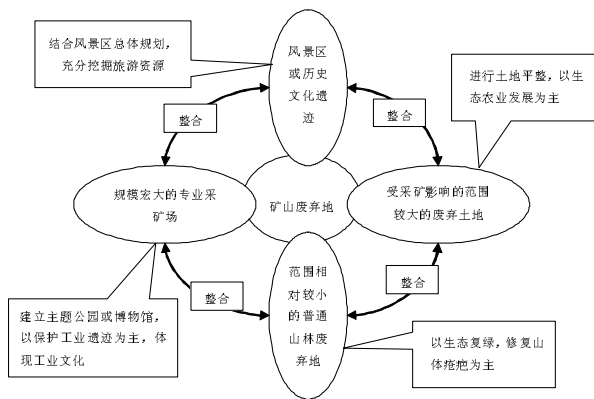 结合风景区总体规划，
充分挖掘旅游资源
风景区
或历史
文化遗
迹
进行土地平整，以生
态农业发展为主
整合
整合
规模宏大的专业采
矿场
矿山废弃地
受采矿影响的范围
较大的废弃土地
范围相
对较小
的普通
山林废
弃地
整合
整合
建立主题公园或博物馆，
以保护工业遗迹为主，体
现工业文化
以生态复绿，修复山
体疮疤为主